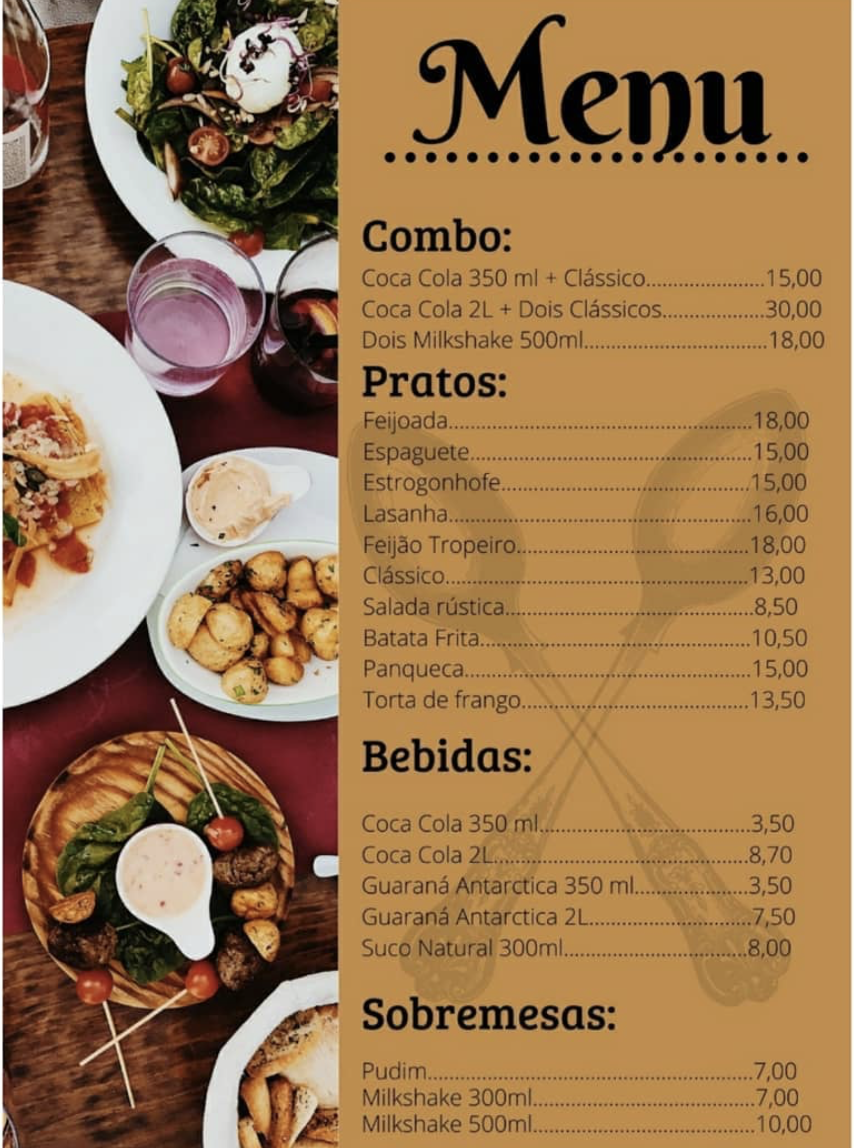 Menu
Combo:
Coca Cola 350 ml + Clássico......................15,00
Coca Cola 2L + Dois Clássicos...................30,00
Dois Milkshake 500ml..................................18,00
Pratos:
Feijoada.........................................................18,00
Espaguete.....................................................15,00
Estrogonhofe...............................................15,00
Lasanha.........................................................16,00
Feijão Tropeiro............................................18,00
Clássico.........................................................13,00
Salada rústica...............................................8,50
Batata Frita...................................................10,50
Panqueca......................................................15,00
Torta de frango...........................................13,50
Bebidas:
Coca Cola 350 ml........................................3,50
Coca Cola 2L................................................8,70
Guaraná Antarctica 350 ml.....................3,50
Guaraná Antarctica 2L...............................7,50
Suco Natural 300ml...................................8,00
Sobremesas:
Pudim.............................................................7,00
Milkshake 300ml.........................................7,00
Milkshake 500ml.........................................10,00